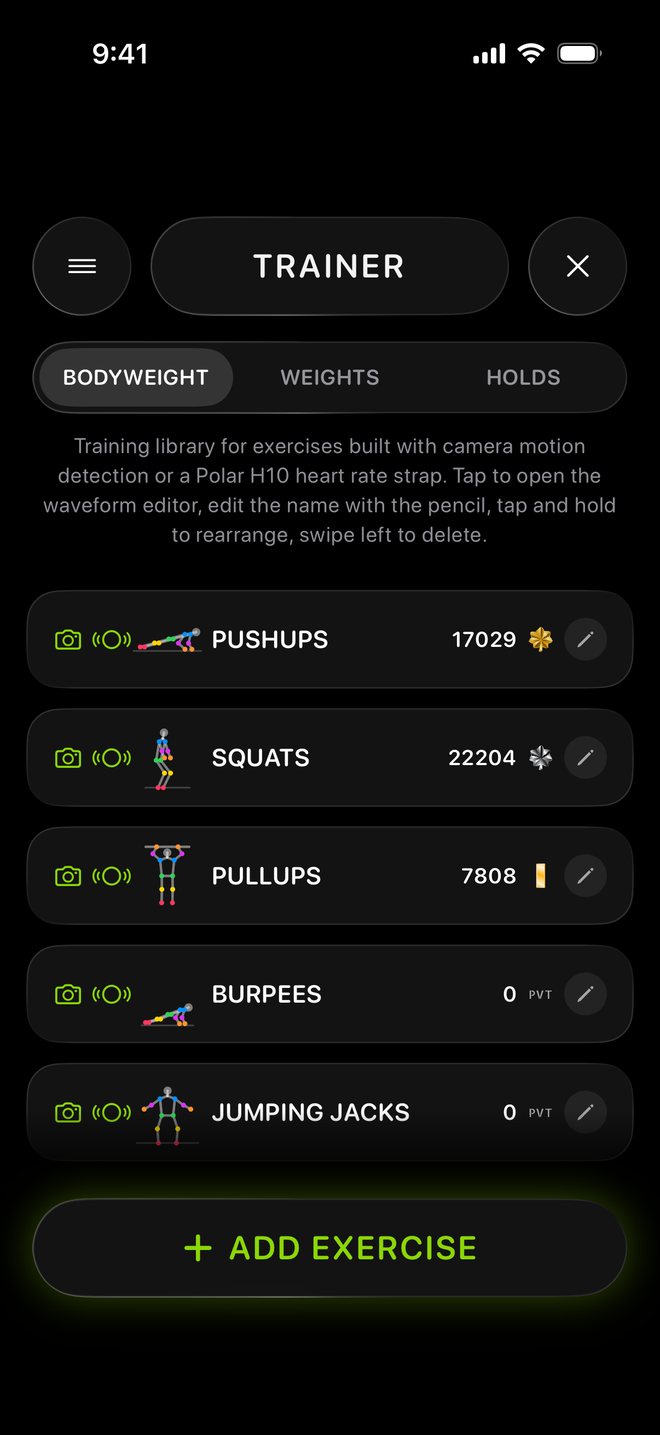 9:41
TRAINER
BODYWEIGHT WEIGHTS HOLDS
Training library for exercises built with camera motion
detection or a Polar H10 heart rate strap. Tap to open the
waveform editor, edit the name with the pencil, tap and hold
to rearrange, swipe left to delete.
PUSHUPS 17029
SQUATS 22204
PULLUPS 7808
BURPEES 0 PVT
JUMPING JACKS 0 PVT
+ ADD EXERCISE